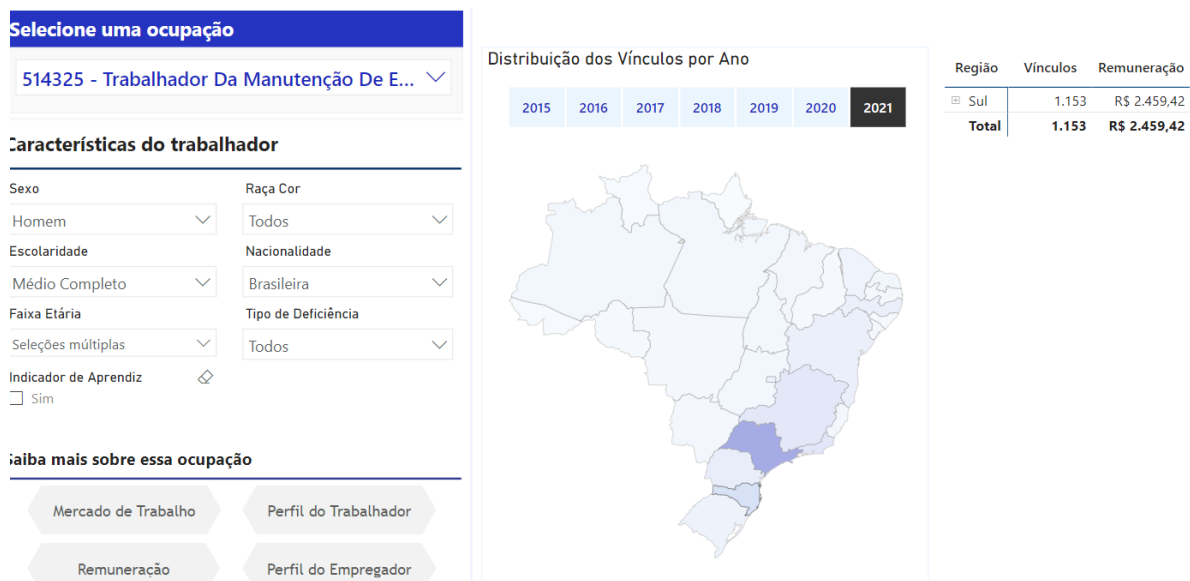 Selecione uma ocupação
514325 - Trabalhador Da Manutenção De E...
Características do trabalhador
Sexo
Raça Cor
Homem
Todos
Escolaridade
Nacionalidade
Médio Completo
Brasileira
Faixa Etária
Tipo de Deficiência
Seleções múltiplas
Todos
Indicador de Aprendiz
Sim
Saiba mais sobre essa ocupação
Mercado de Trabalho
Perfil do Trabalhador
Remuneração
Perfil do Empregador
Distribuição dos Vínculos por Ano
2015 2016 2017 2018 2019 2020 2021
Região Vínculos Remuneração
Sul 1.153 R$ 2.459,42
Total 1.153 R$ 2.459,42